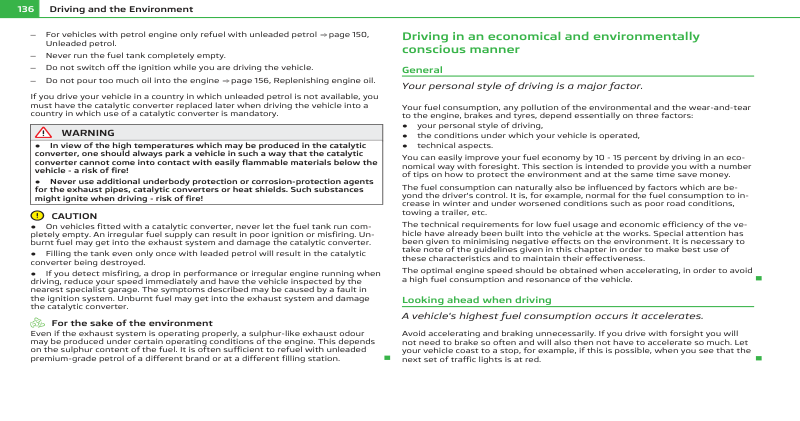 136 Driving and the Environment
– For vehicles with petrol engine only refuel with unleaded petrol ⇒ page 150,
Unleaded petrol.
– Never run the fuel tank completely empty.
– Do not switch off the ignition while you are driving the vehicle.
– Do not pour too much oil into the engine ⇒ page 156, Replenishing engine oil.
If you drive your vehicle in a country in which unleaded petrol is not available, you
must have the catalytic converter replaced later when driving the vehicle into a
country in which use of a catalytic converter is mandatory.
WARNING
● In view of the high temperatures which may be produced in the catalytic
converter, one should always park a vehicle in such a way that the catalytic
converter cannot come into contact with easily flammable materials below the
vehicle - a risk of fire!
● Never use additional underbody protection or corrosion-protection agents
for the exhaust pipes, catalytic converters or heat shields. Such substances
might ignite when driving - risk of fire!
CAUTION
● On vehicles fitted with a catalytic converter, never let the fuel tank run com-
pletely empty. An irregular fuel supply can result in poor ignition or misfiring. Un-
burnt fuel may get into the exhaust system and damage the catalytic converter.
● Filling the tank even only once with leaded petrol will result in the catalytic
converter being destroyed.
● If you detect misfiring, a drop in performance or irregular engine running when
driving, reduce your speed immediately and have the vehicle inspected by the
nearest specialist garage. The symptoms described may be caused by a fault in
the ignition system. Unburnt fuel may get into the exhaust system and damage
the catalytic converter.
For the sake of the environment
Even if the exhaust system is operating properly, a sulphur-like exhaust odour
may be produced under certain operating conditions of the engine. This depends
on the sulphur content of the fuel. It is often sufficient to refuel with unleaded
premium-grade petrol of a different brand or at a different filling station.
Driving in an economical and environmentally
conscious manner
General
Your personal style of driving is a major factor.
Your fuel consumption, any pollution of the environmental and the wear-and-tear
to the engine, brakes and tyres, depend essentially on three factors:
● your personal style of driving,
● the conditions under which your vehicle is operated,
● technical aspects.
You can easily improve your fuel economy by 10 - 15 percent by driving in an eco-
nomical way with foresight. This section is intended to provide you with a number
of tips on how to protect the environment and at the same time save money.
The fuel consumption can naturally also be influenced by factors which are be-
yond the driver's control. It is, for example, normal for the fuel consumption to in-
crease in winter and under worsened conditions such as poor road conditions,
towing a trailer, etc.
The technical requirements for low fuel usage and economic efficiency of the ve-
hicle have already been built into the vehicle at the works. Special attention has
been given to minimising negative effects on the environment. It is necessary to
take note of the guidelines given in this chapter in order to make best use of
these characteristics and to maintain their effectiveness.
The optimal engine speed should be obtained when accelerating, in order to avoid
a high fuel consumption and resonance of the vehicle.
Looking ahead when driving
A vehicle's highest fuel consumption occurs it accelerates.
Avoid accelerating and braking unnecessarily. If you drive with forsight you will
not need to brake so often and will also then not have to accelerate so much. Let
your vehicle coast to a stop, for example, if this is possible, when you see that the
next set of traffic lights is at red.